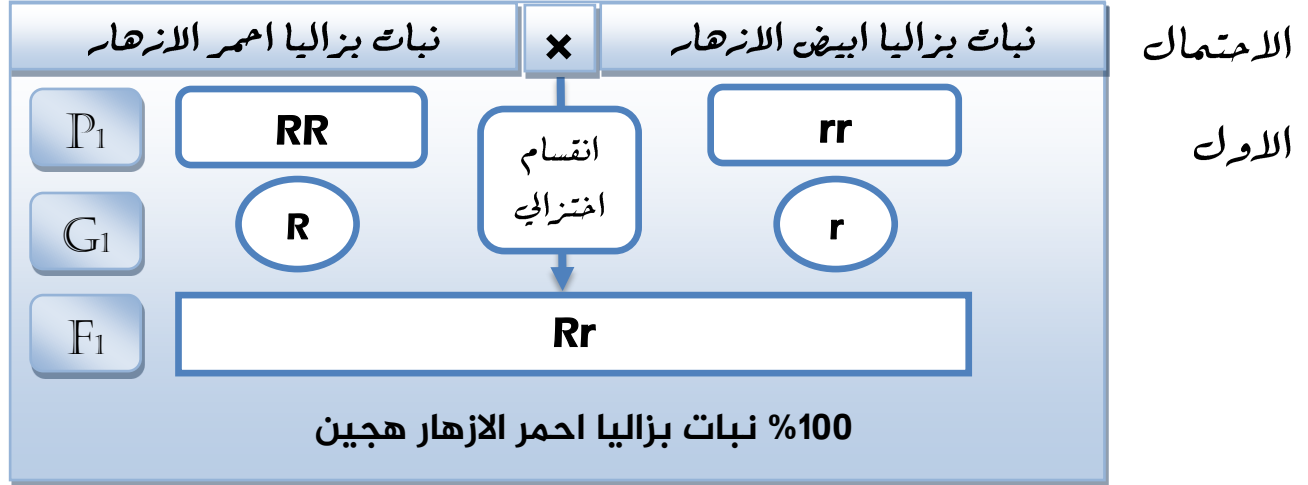 الاحتمال
الاول
نبات بزاليا احمر الازهار × نبات بزاليا ابيض الازهار
P1 RR rr
انقسام
اختزالي
G1 R r
F1 Rr
100% نبات بزاليا احمر الازهار هجين